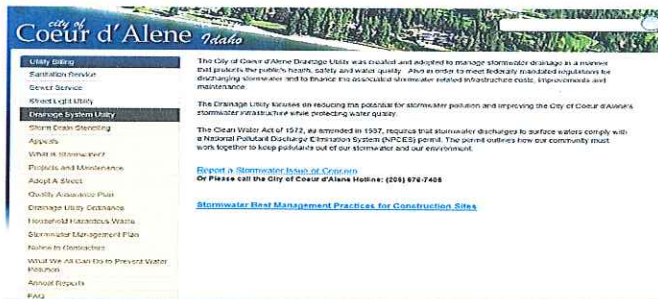 city of
Coeur d'Alene Idaho
Utility Billing
Sanitation Service
Sewer Service
Street Light Utility
Drainage System Utility
Storm Drain Stenciling
Appeals
What is Stormwater?
Projects and Maintenance
Adopt A Street
Quality Assurance Plan
Drainage Utility Ordinance
Household Hazardous Waste
Stormwater Management Plan
Notice to Contractors
What We All Can Do to Prevent Water
Pollution
Annual Reports
FAQ
The City of Coeur d'Alene Drainage Utility was created and adopted to manage stormwater drainage in a manner
that protects the public's health, safety and water quality. Also in order to meet federally mandated regulations for
discharging stormwater and to finance the associated stormwater related infrastructure costs, improvements and
maintenance.
The Drainage Utility focuses on reducing the potential for stormwater pollution and improving the City of Coeur d'Alene's
stormwater infrastructure while protecting water quality.
The Clean Water Act of 1972, as amended in 1987, requires that stormwater discharges to surface waters comply with
a National Pollutant Discharge Elimination System (NPDES) permit. The permit outlines how our community must
work together to keep pollutants out of our stormwater and our environment.
Report a Stormwater Issue or Concern
Or Please call the City of Coeur d'Alene Hotline: (208) 676-7406
Stormwater Best Management Practices for Construction Sites